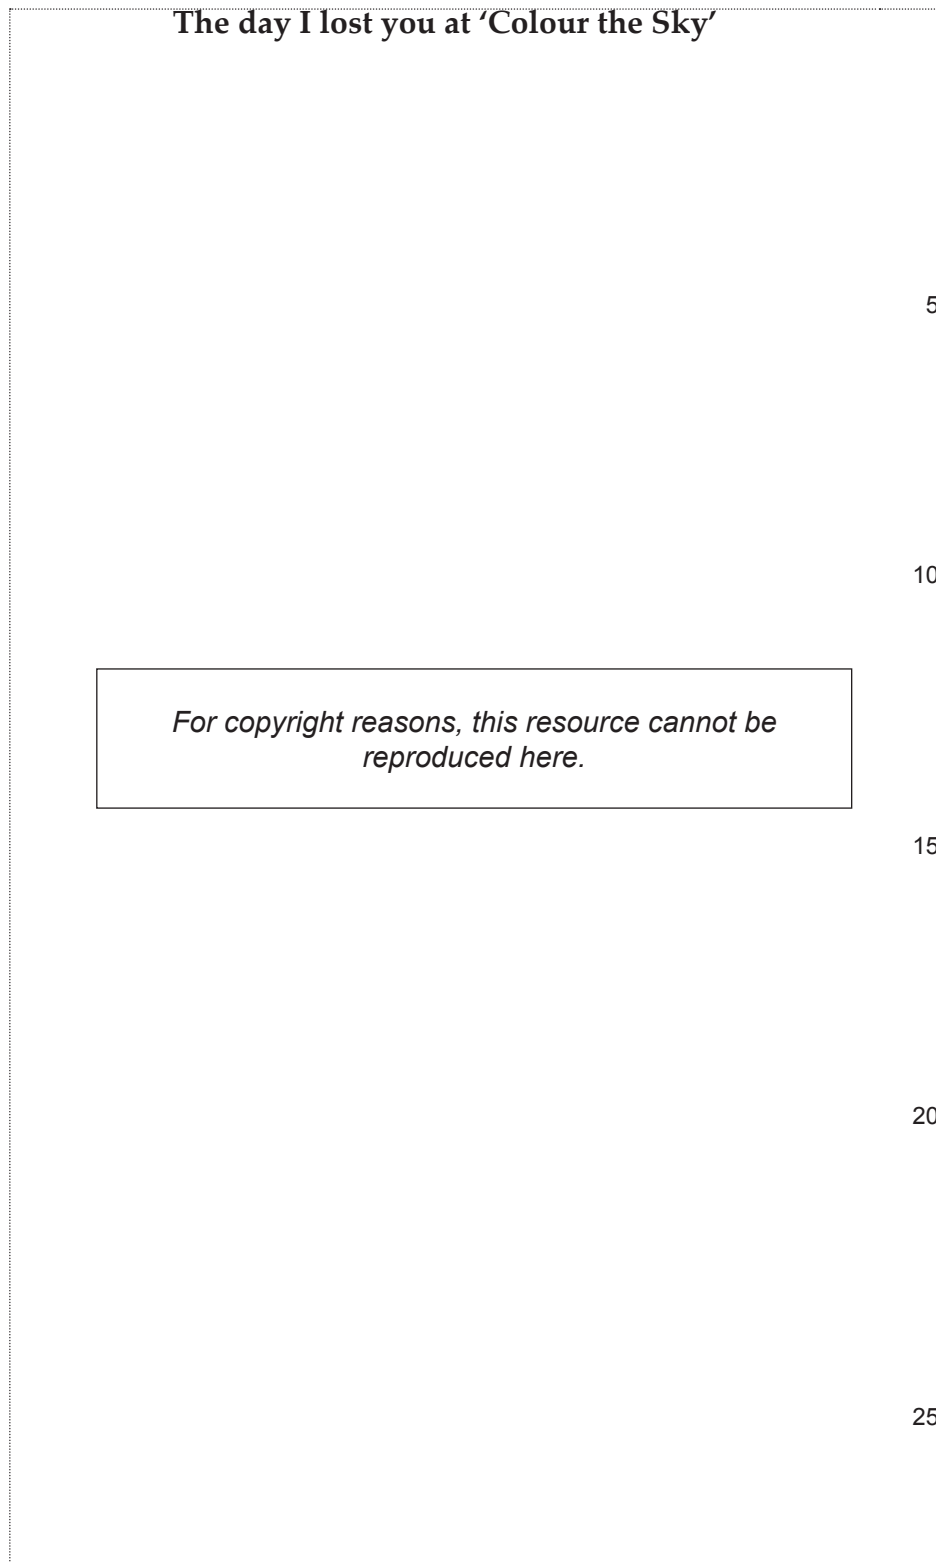 The day I lost you at ‘Colour the Sky’
5
10
For copyright reasons, this resource cannot be
reproduced here.
15
20
25